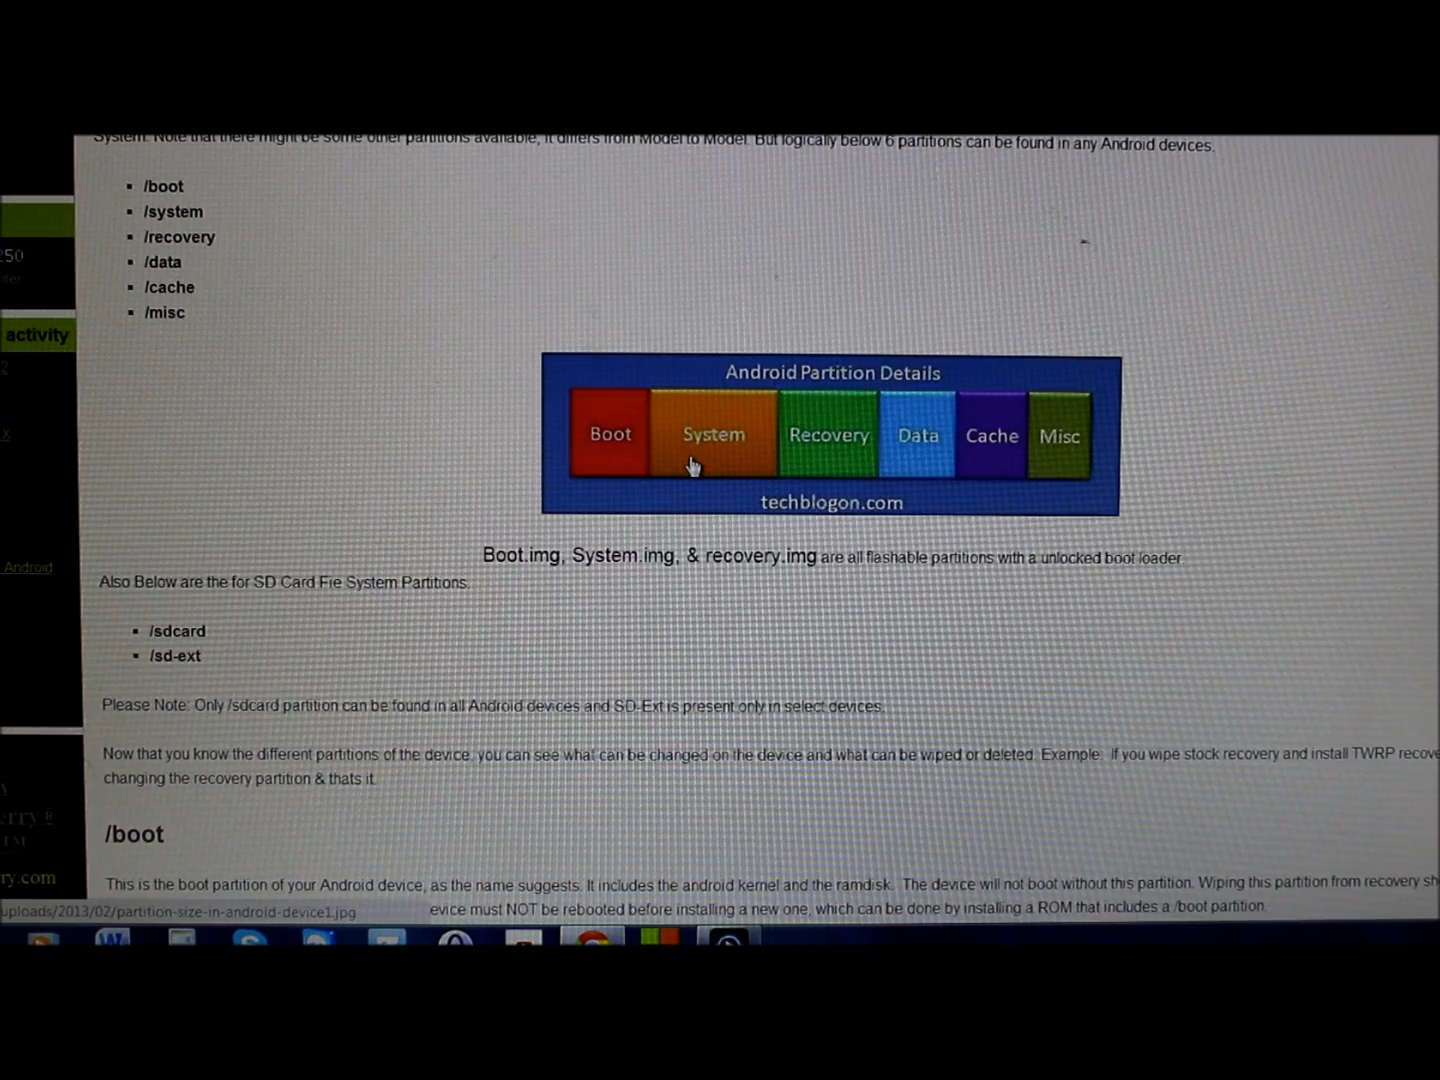 System. Note that there might be some other partitions available, it differs from Model to Model. But logically below 6 partitions can be found in any Android devices.
/boot
/system
/recovery
/data
/cache
/misc
250
activity
Android Partition Details
Boot System Recovery Data Cache Misc
techblogon.com
Boot.img, System.img, & recovery.img are all flashable partitions with a unlocked boot loader.
Android
Also Below are the for SD Card Fie System Partitions.
/sdcard
/sd-ext
Please Note: Only /sdcard partition can be found in all Android devices and SD-Ext is present only in select devices.
Now that you know the different partitions of the device, you can see what can be changed on the device and what can be wiped or deleted. Example: If you wipe stock recovery and install TWRP recove
changing the recovery partition & thats it.
/boot
ry.com
This is the boot partition of your Android device, as the name suggests. It includes the android kernel and the ramdisk. The device will not boot without this partition. Wiping this partition from recovery sh
uploads/2013/02/partition-size-in-android-device1.jpg
evice must NOT be rebooted before installing a new one, which can be done by installing a ROM that includes a /boot partition.